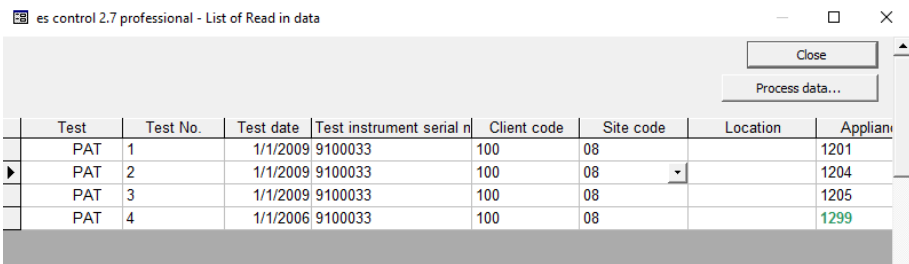 es control 2.7 professional - List of Read in data
Close
Process data...
Test Test No. Test date Test instrument serial n Client code Site code Location Applian
PAT 1 1/1/2009 9100033 100 08 1201
PAT 2 1/1/2009 9100033 100 08 1204
PAT 3 1/1/2009 9100033 100 08 1205
PAT 4 1/1/2006 9100033 100 08 1299